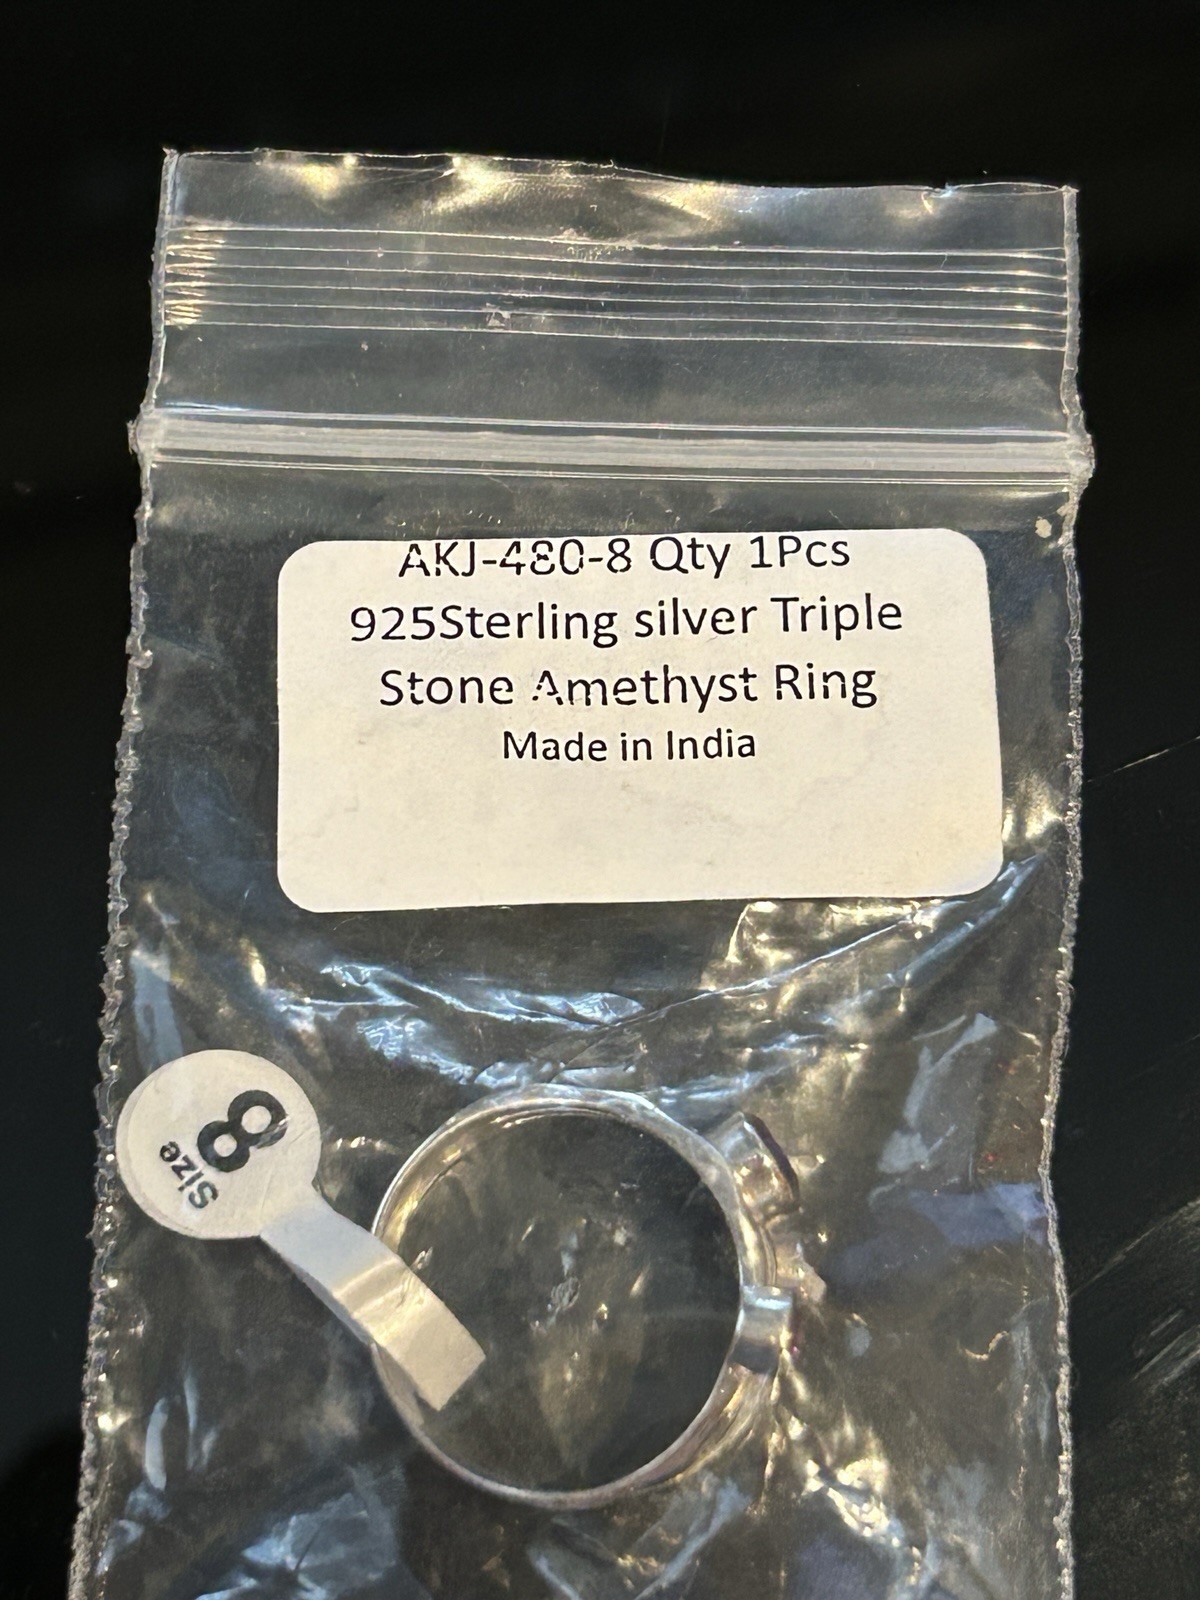 AKJ-480-8 Qty 1Pcs
925Sterling silver Triple
Stone Amethyst Ring
Made in India
8
Size